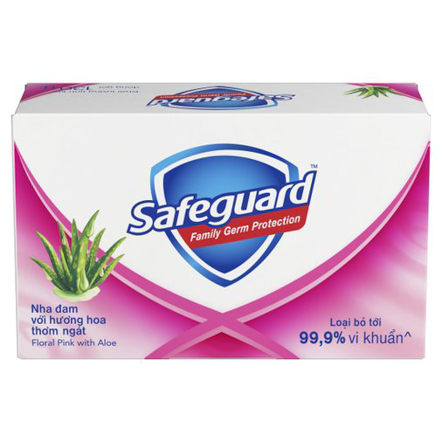 Safeguard™
Family Germ Protection
Nha đam
với hương hoa
thơm ngát
Floral Pink with Aloe
Loại bỏ tới
99,9% vi khuẩn^
Safeguard